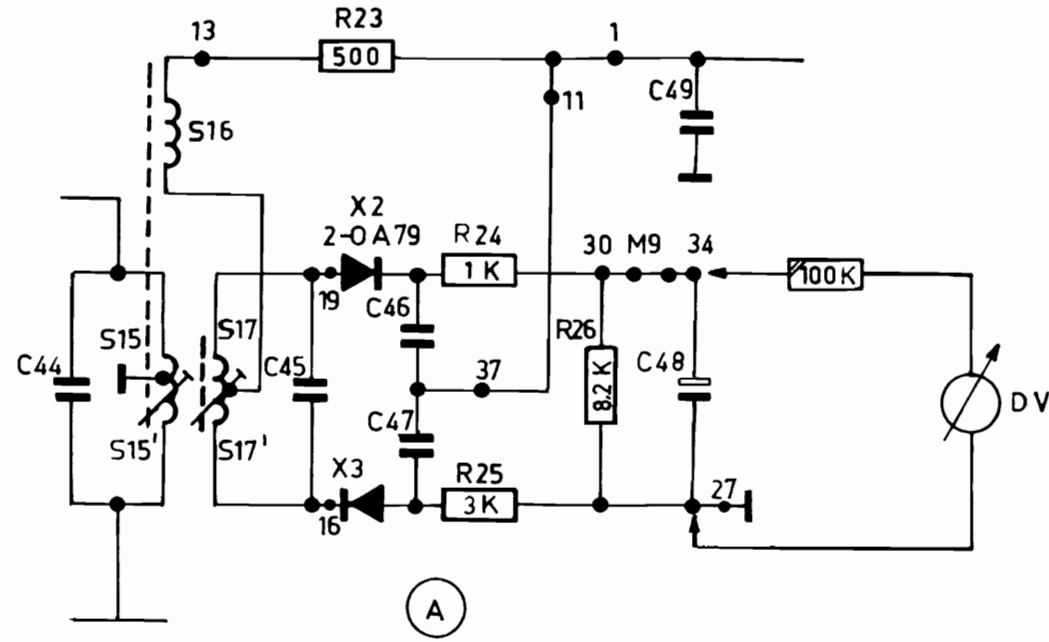 13
R23
500
1
11
C49
S16
X2
2-0A79
R24
1K
30
M9
34
100K
19
C46
S15
S17
C44
C45
37
R26
8.2K
C48
DV
C47
S15'
S17'
X3
16
R25
3K
27
A